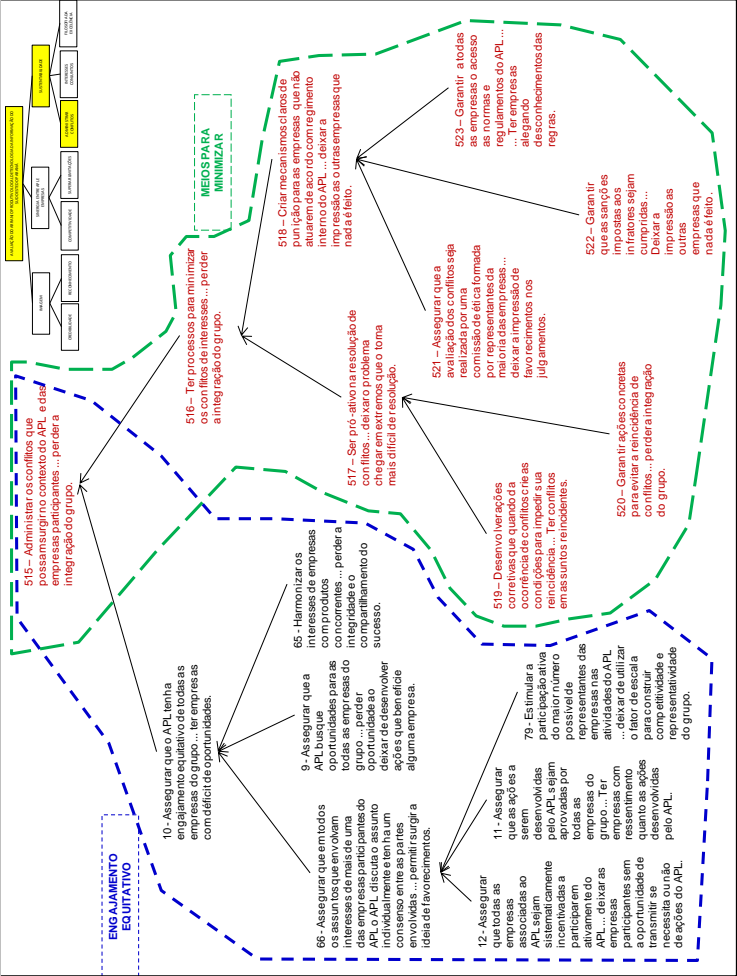 AVALIAÇÃO DO
CREDIBILIDADE
RECONHECIMENTO
COMPETITIVIDADE
ADMINISTRAR
CONFLITOS
INTERESSES
CONJUNTOS
FILOSOFIA DA
EXCELÊNCIA
IMAGEM
SINERGIA ENTRE APL E
EMPRESAS
SUSTENTABILIDADE
515 – Administrar os conflitos que
possam surgir no contexto do APL e das
empresas participantes ... perder a
integração do grupo.
ENGAJAMENTO
EQUITATIVO
MEIOS PARA
MINIMIZAR
10 - Assegurar que o APL tenha
engajamento equitativo de todas as
empresas do grupo ... ter empresas
com déficit de oportunidades.
516 – Ter processos para minimizar
os conflitos de interesses ... perder
a integração do grupo.
66 - Assegurar que em todos
os assuntos que envolvam
interesses de mais de uma
das empresas participantes do
APL o APL discuta o assunto
individualmente e tenha um
consenso entre as partes
envolvidas ... permitir surgir a
ideia de favorecimentos.
9 - Assegurar que a
APL busque
oportunidades para as
todas as empresas do
grupo ... perder
oportunidade ao
deixar de desenvolver
ações que beneficie
alguma empresa.
65 - Harmonizar os
interesses de empresas
com produtos
concorrentes ... perder a
integridade e o
compartilhamento do
sucesso.
517 – Ser pró-ativo na resolução de
conflitos... deixar o problema
chegar em extremos que o torna
mais difícil de resolução.
518 – Criar mecanismos claros de
punição para as empresas que não
atuarem de acordo com regimento
interno do APL ... deixar a
impressão as outras empresas que
nada é feito.
12 - Assegurar
que todas as
empresas
associadas ao
APL sejam
sistematicamente
incentivadas a
participarem
ativamente do
APL ... deixar as
empresas
participantes sem
a oportunidade de
transmitir se
necessita ou não
de ações do APL.
11 - Assegurar
que as ações a
serem
desenvolvidas
pelo APL sejam
aprovadas por
todas as
empresas do
grupo ... Ter
empresas com
ressentimento
quanto as ações
desenvolvidas
pelo APL.
79 - Estimular a
participação ativa
do maior número
possível de
representantes das
empresas nas
atividades do APL
... deixar de utilizar
o fator de escala
para construir
competitividade e
representatividade
do grupo.
519 – Desenvolver ações
corretivas que quando da
ocorrência de conflitos crie as
condições para impedir sua
reincidência ... Ter conflitos
em assuntos reincidentes.
520 – Garantir ações concretas
para evitar a reincidência de
conflitos ... perder a integração
do grupo.
521 – Assegurar que a
avaliação dos conflitos seja
realizada por uma
comissão de ética formada
por representantes da
maioria das empresas ...
deixar a impressão de
favorecimentos nos
julgamentos.
522 – Garantir
que as sanções
impostas aos
infratores sejam
cumpridas ...
Deixar a
impressão as
outras
empresas que
nada é feito.
523 – Garantir a todas
as empresas o acesso
as normas e
regulamentos do APL ...
... Ter empresas
alegando
desconhecimentos das
regras.